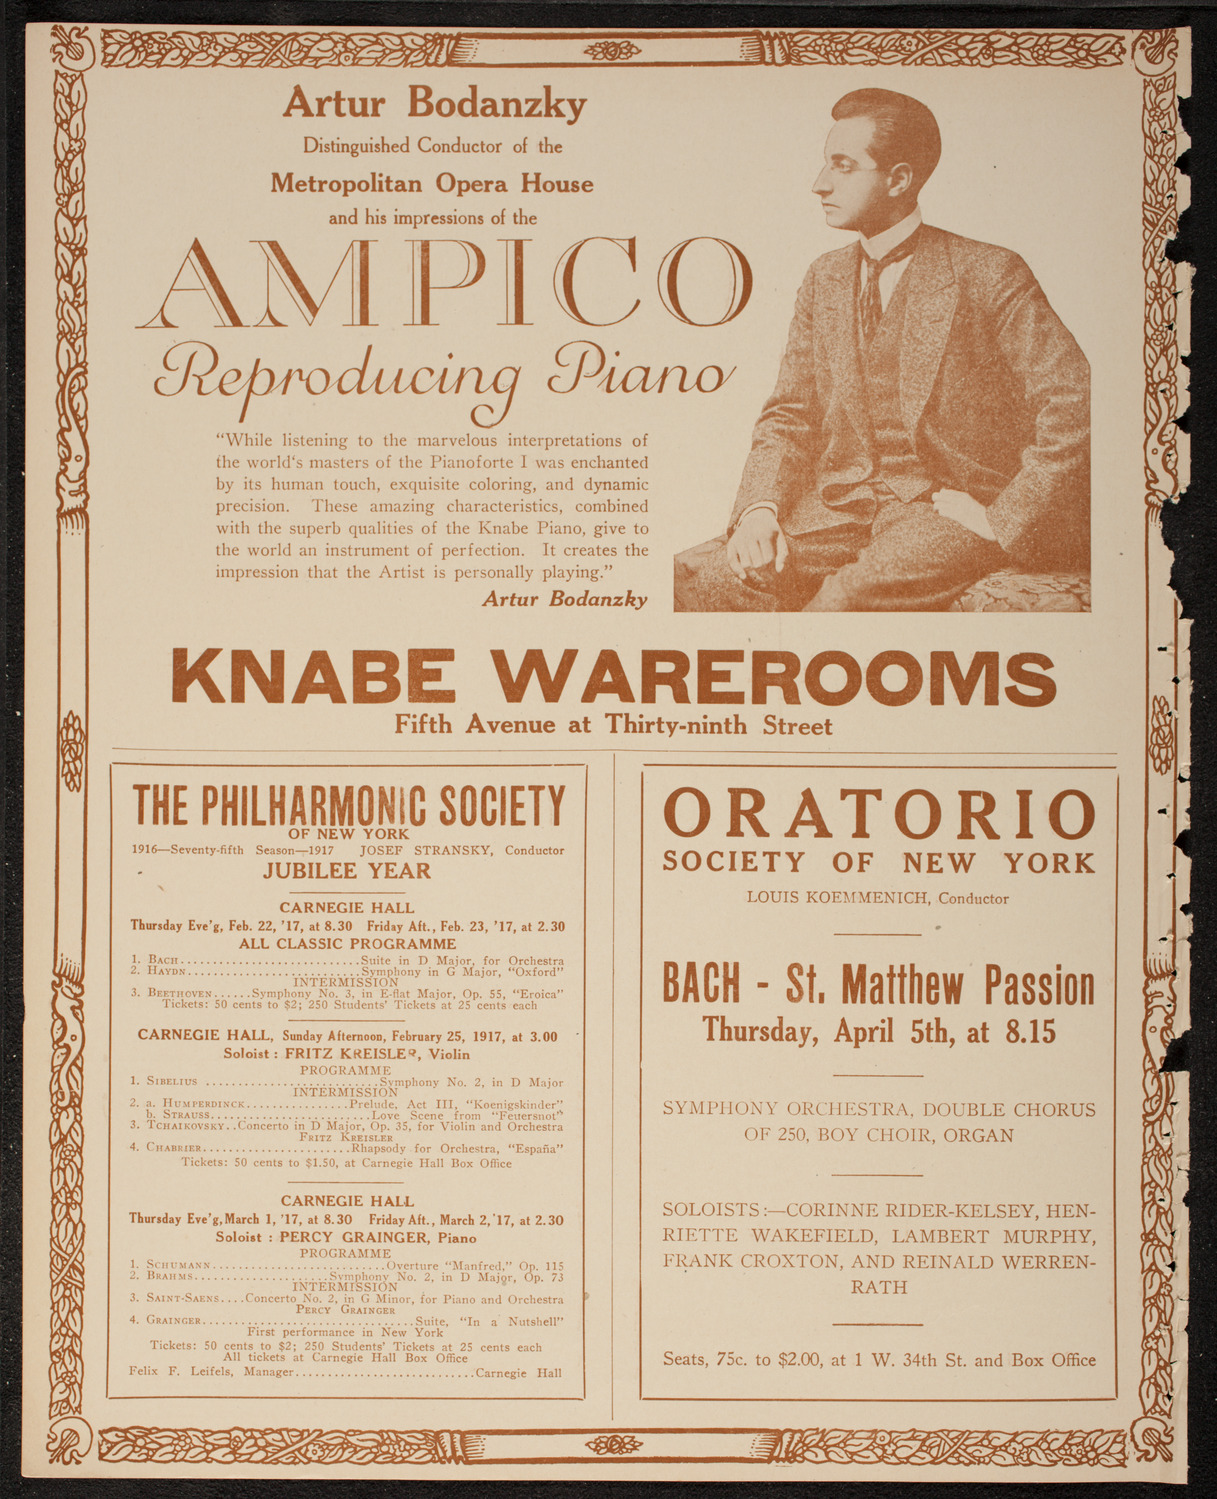 Artur Bodanzky
Distinguished Conductor of the
Metropolitan Opera House
and his impressions of the
AMPICO
Reproducing Piano
“While listening to the marvelous interpretations of
the world‘s masters of the Pianoforte I was enchanted
by its human touch, exquisite coloring, and dynamic
precision. These amazing characteristics, combined
with the superb qualities of the Knabe Piano, give to
the world an instrument of perfection. It creates the
impression that the Artist is personally playing.”
Artur Bodanzky
KNABE WAREROOMS
Fifth Avenue at Thirty-ninth Street
THE PHILHARMONIC SOCIETY
OF NEW YORK
1916—Seventy-fifth Season—1917 JOSEF STRANSKY, Conductor
JUBILEE YEAR
CARNEGIE HALL
Thursday Eve'g, Feb. 22, '17, at 8.30 Friday Aft., Feb. 23, '17, at 2.30
ALL CLASSIC PROGRAMME
1. BACH............................Suite in D Major, for Orchestra
2. HAYDN...........................Symphony in G Major, “Oxford”
INTERMISSION
3. BEETHOVEN......Symphony No. 3, in E-flat Major, Op. 55, “Eroica”
Tickets: 50 cents to $2; 250 Students' Tickets at 25 cents each
CARNEGIE HALL, Sunday Afternoon, February 25, 1917, at 3.00
Soloist : FRITZ KREISLER, Violin
PROGRAMME
1. SIBELIUS ...........................Symphony No. 2, in D Major
INTERMISSION
2. a. HUMPERDINCK................Prelude, Act III, “Koenigskinder”
b. STRAUSS.........................Love Scene from “Feuersnot”
3. TCHAIKOVSKY..Concerto in D Major, Op. 35, for Violin and Orchestra
FRITZ KREISLER
4. CHABRIER.......................Rhapsody for Orchestra, “España”
Tickets: 50 cents to $1.50, at Carnegie Hall Box Office
CARNEGIE HALL
Thursday Eve'g, March 1, '17, at 8.30 Friday Aft., March 2, '17, at 2.30
Soloist : PERCY GRAINGER, Piano
PROGRAMME
1. SCHUMANN...........................Overture “Manfred,” Op. 115
2. BRAHMS.....................Symphony No. 2, in D Major, Op. 73
INTERMISSION
3. SAINT-SAENS....Concerto No. 2, in G Minor, for Piano and Orchestra
PERCY GRAINGER
4. GRAINGER.................................Suite, “In a Nutshell”
First performance in New York
Tickets: 50 cents to $2; 250 Students' Tickets at 25 cents each
All tickets at Carnegie Hall Box Office
Felix F. Leifels, Manager............................Carnegie Hall
ORATORIO
SOCIETY OF NEW YORK
LOUIS KOEMMENICH, Conductor
BACH - St. Matthew Passion
Thursday, April 5th, at 8.15
SYMPHONY ORCHESTRA, DOUBLE CHORUS
OF 250, BOY CHOIR, ORGAN
SOLOISTS:—CORINNE RIDER-KELSEY, HEN-
RIETTE WAKEFIELD, LAMBERT MURPHY,
FRANK CROXTON, AND REINALD WERREN-
RATH
Seats, 75c. to $2.00, at 1 W. 34th St. and Box Office